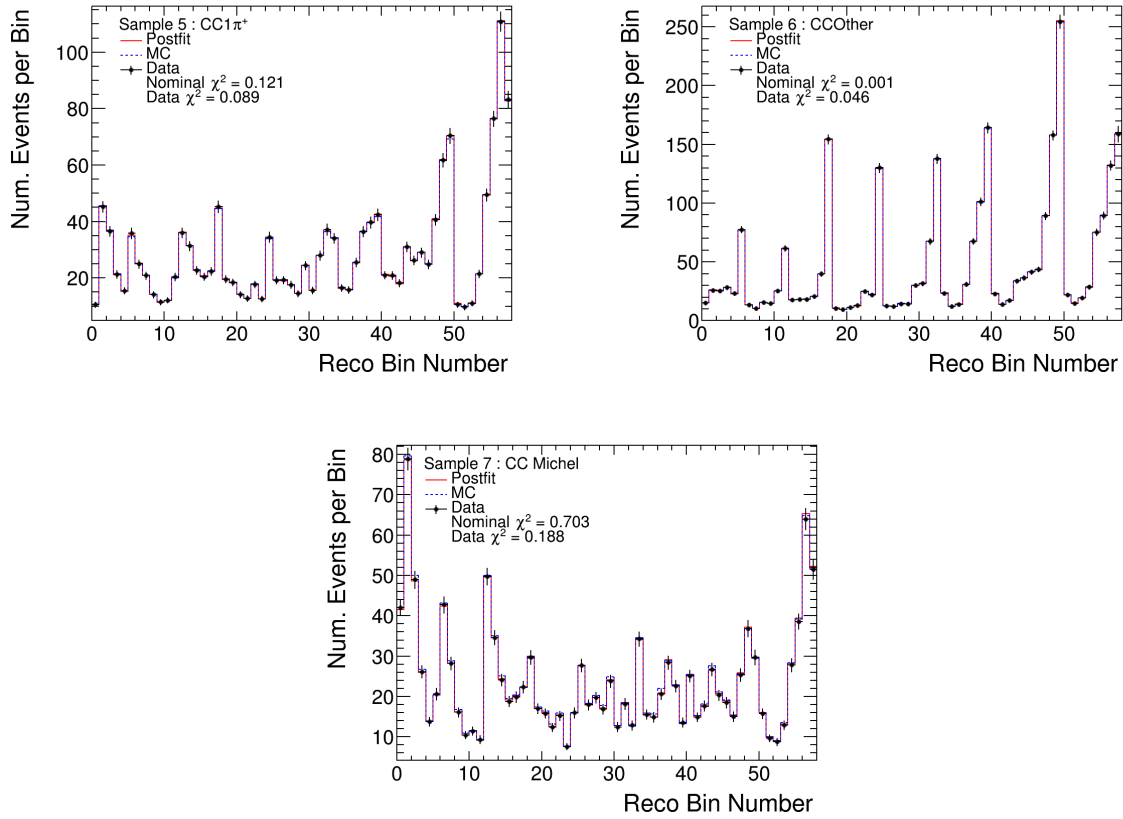 Sample 5 : CC1π⁺
Postfit
MC
Data
Nominal χ² = 0.121
Data χ² = 0.089
Num. Events per Bin
20
40
60
80
100
0 10 20 30 40 50
Reco Bin Number
Sample 6 : CCOther
Postfit
MC
Data
Nominal χ² = 0.001
Data χ² = 0.046
Num. Events per Bin
0
50
100
150
200
250
0 10 20 30 40 50
Reco Bin Number
Sample 7 : CC Michel
Postfit
MC
Data
Nominal χ² = 0.703
Data χ² = 0.188
Num. Events per Bin
10
20
30
40
50
60
70
80
0 10 20 30 40 50
Reco Bin Number